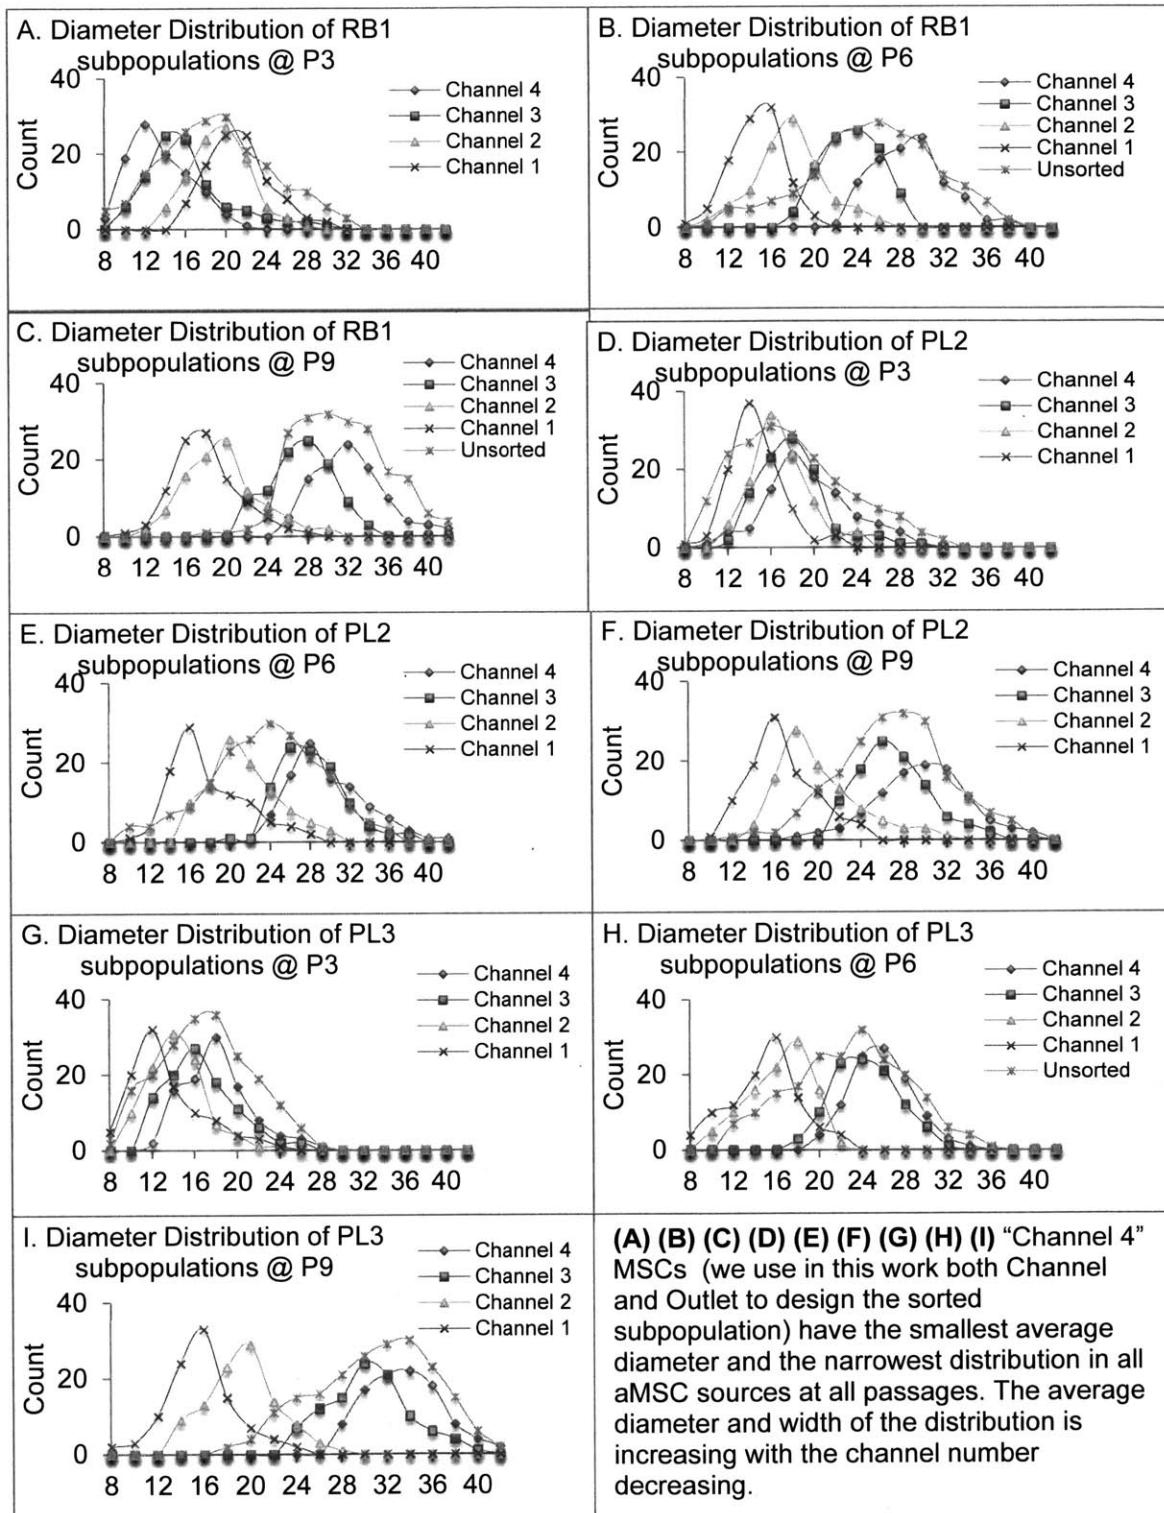 A. Diameter Distribution of RB1
subpopulations @ P3
40
20
0
Count
8 12 16 20 24 28 32 36 40
Channel 4
Channel 3
Channel 2
Channel 1
B. Diameter Distribution of RB1
subpopulations @ P6
40
20
0
Count
8 12 16 20 24 28 32 36 40
Channel 4
Channel 3
Channel 2
Channel 1
Unsorted
C. Diameter Distribution of RB1
subpopulations @ P9
40
20
0
Count
8 12 16 20 24 28 32 36 40
Channel 4
Channel 3
Channel 2
Channel 1
Unsorted
D. Diameter Distribution of PL2
subpopulations @ P3
40
20
0
Count
8 12 16 20 24 28 32 36 40
Channel 4
Channel 3
Channel 2
Channel 1
E. Diameter Distribution of PL2
subpopulations @ P6
40
20
0
Count
8 12 16 20 24 28 32 36 40
Channel 4
Channel 3
Channel 2
Channel 1
F. Diameter Distribution of PL2
subpopulations @ P9
40
20
0
Count
8 12 16 20 24 28 32 36 40
Channel 4
Channel 3
Channel 2
Channel 1
G. Diameter Distribution of PL3
subpopulations @ P3
40
20
0
Count
8 12 16 20 24 28 32 36 40
Channel 4
Channel 3
Channel 2
Channel 1
H. Diameter Distribution of PL3
subpopulations @ P6
40
20
0
Count
8 12 16 20 24 28 32 36 40
Channel 4
Channel 3
Channel 2
Channel 1
Unsorted
I. Diameter Distribution of PL3
subpopulations @ P9
40
20
0
Count
8 12 16 20 24 28 32 36 40
Channel 4
Channel 3
Channel 2
Channel 1
(A) (B) (C) (D) (E) (F) (G) (H) (I) “Channel 4”
MSCs (we use in this work both Channel
and Outlet to design the sorted
subpopulation) have the smallest average
diameter and the narrowest distribution in all
aMSC sources at all passages. The average
diameter and width of the distribution is
increasing with the channel number
decreasing.